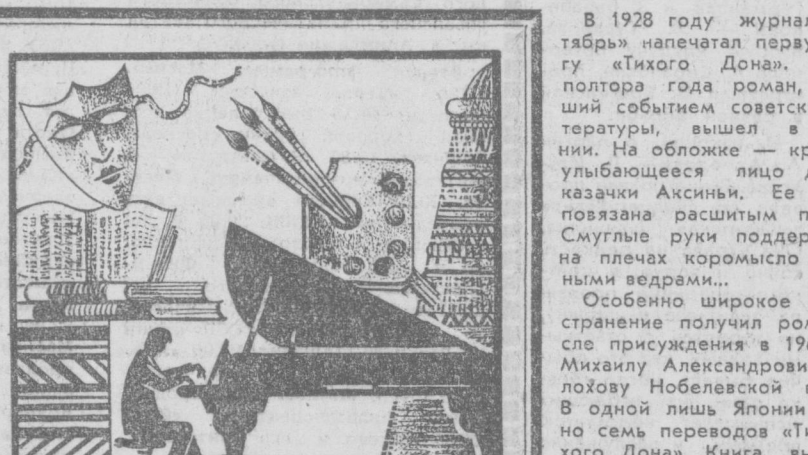 В 1928 году журнал
тябрь» напечатал перву
гу «Тихого Дона».
полтора года роман,
ший событием советск
тературы, вышел в
нии. На обложке — кр
улыбающееся лицо
казачки Аксиньи. Ее
повязана расшитым п
Смуглые руки поддер
на плечах коромысло
ными ведрами...
Особенно широкое
странение получил ро
сле присуждения в 19
Михаилу Александрови
лохову Нобелевской
В одной лишь Японии
но семь переводов «Ти
хого Дона». Книга